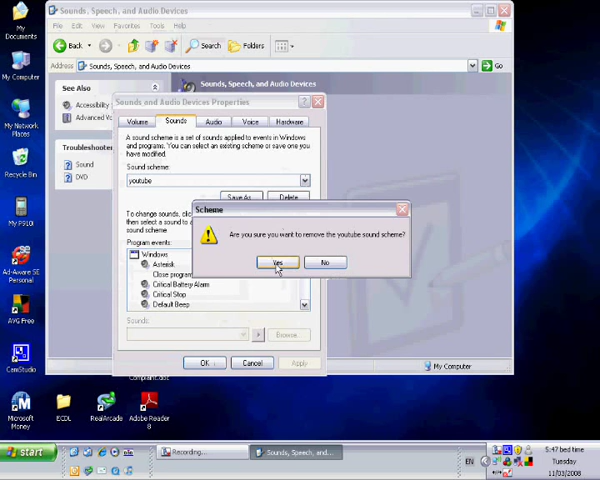 Sounds, Speech, and Audio Devices
File Edit View Favorites Tools Help
Back Search Folders
Address Sounds, Speech, and Audio Devices Go
See Also
Accessibility
Advanced Vo
Troubleshoote
Sound
DVD
Sounds, Speech, and Audio Devices
Sounds and Audio Devices Properties
Volume Sounds Audio Voice Hardware
A sound scheme is a set of sounds applied to events in Windows
and programs. You can select an existing scheme or save one you
have modified.
Sound scheme:
youtube
Save As Delete
To change sounds, clic
then select a sound to a
sound scheme
Program events:
Windows
Asterisk
Close program
Critical Battery Alarm
Critical Stop
Default Beep
Sounds:
Browse...
OK Cancel Apply
Scheme
Are you sure you want to remove the youtube sound scheme?
Yes No
My Computer
My Documents
My Computer
My Network Places
Recycle Bin
My P910i
Ad-Aware SE Personal
AVG Free
CamStudio
Complaint.doc
Microsoft Money
ECDL
RealArcade
Adobe Reader 8
start
Recording...
Sounds, Speech, and...
EN
5:47 bed time
Tuesday
11/03/2008